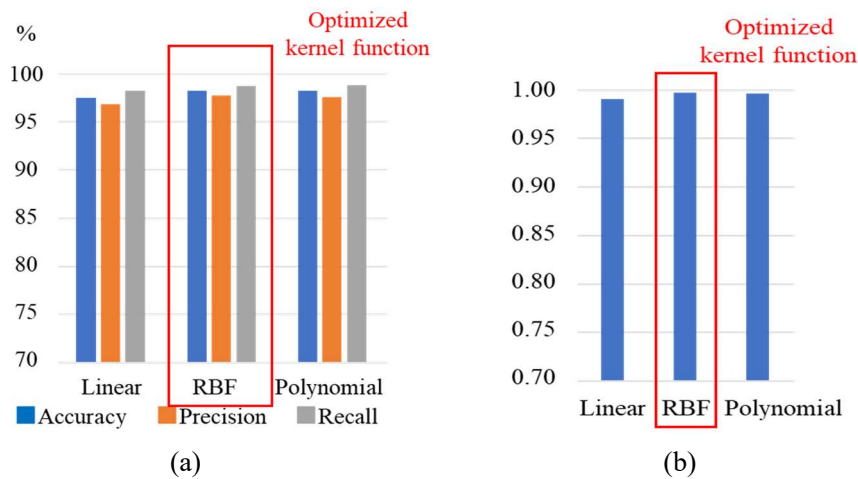 %
Optimized
kernel function
100
95
90
85
80
75
70
Linear RBF Polynomial
Accuracy Precision Recall
(a)
Optimized
kernel function
1.00
0.95
0.90
0.85
0.80
0.75
0.70
Linear RBF Polynomial
(b)